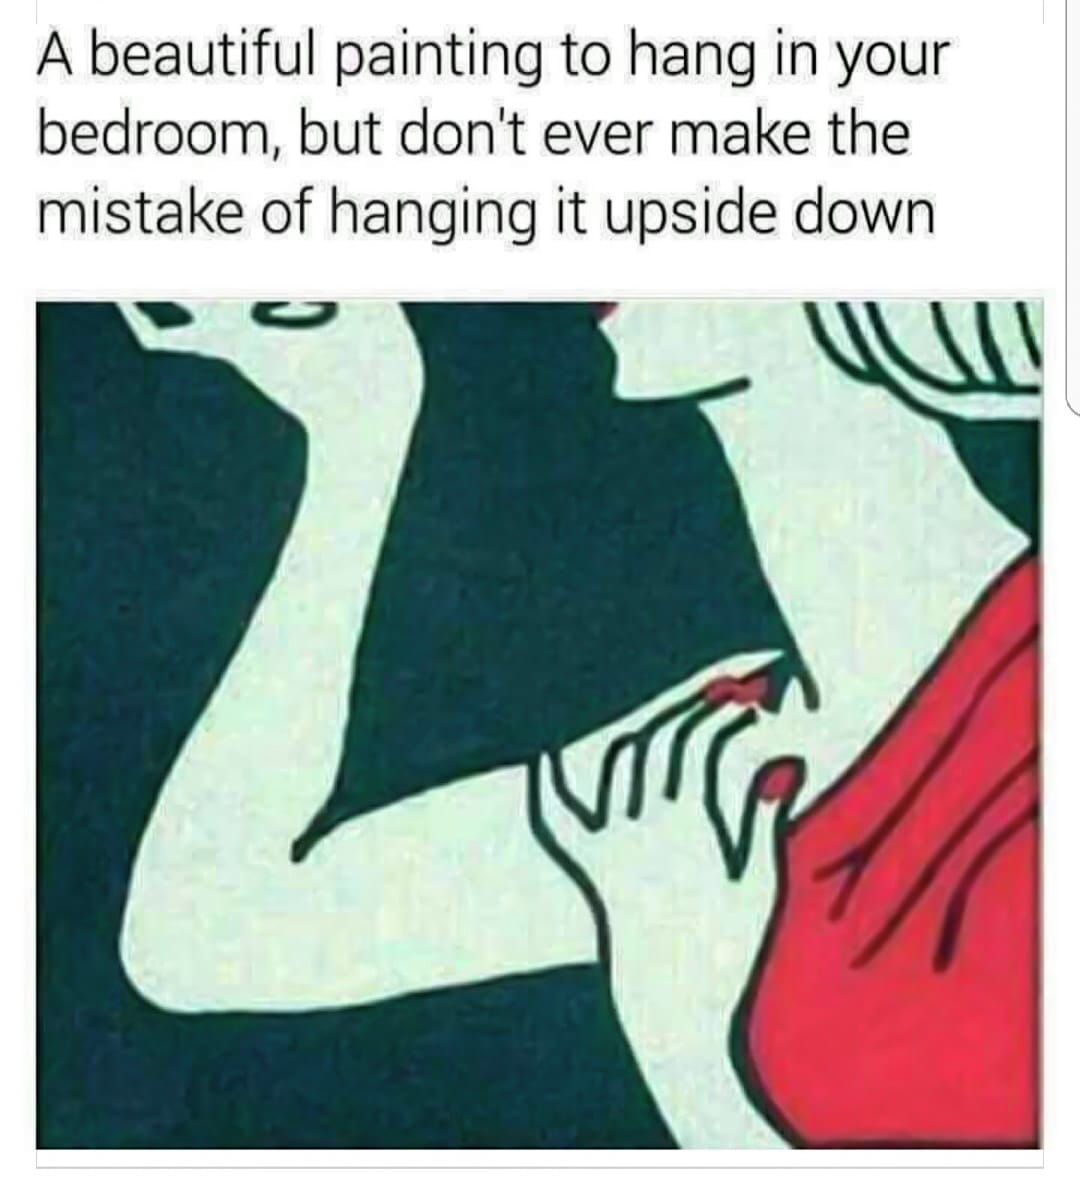 A beautiful painting to hang in your
bedroom, but don't ever make the
mistake of hanging it upside down